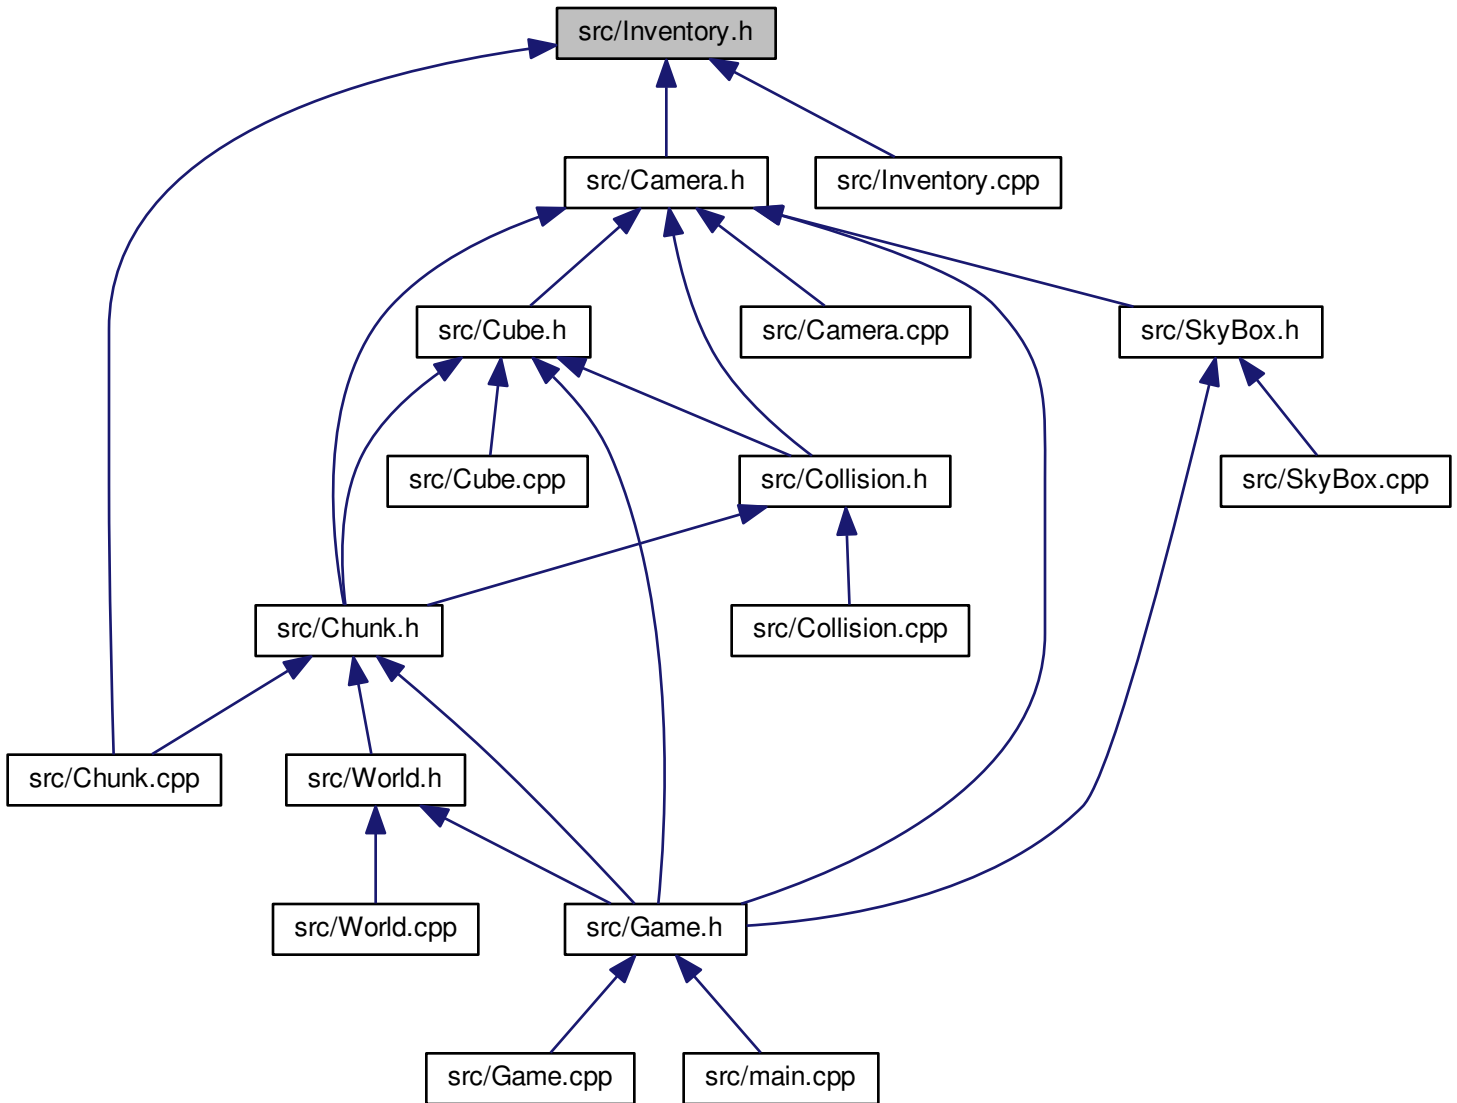 src/Inventory.h
src/Camera.h
src/Inventory.cpp
src/Cube.h
src/Camera.cpp
src/SkyBox.h
src/Cube.cpp
src/Collision.h
src/SkyBox.cpp
src/Chunk.h
src/Collision.cpp
src/Chunk.cpp
src/World.h
src/World.cpp
src/Game.h
src/Game.cpp
src/main.cpp